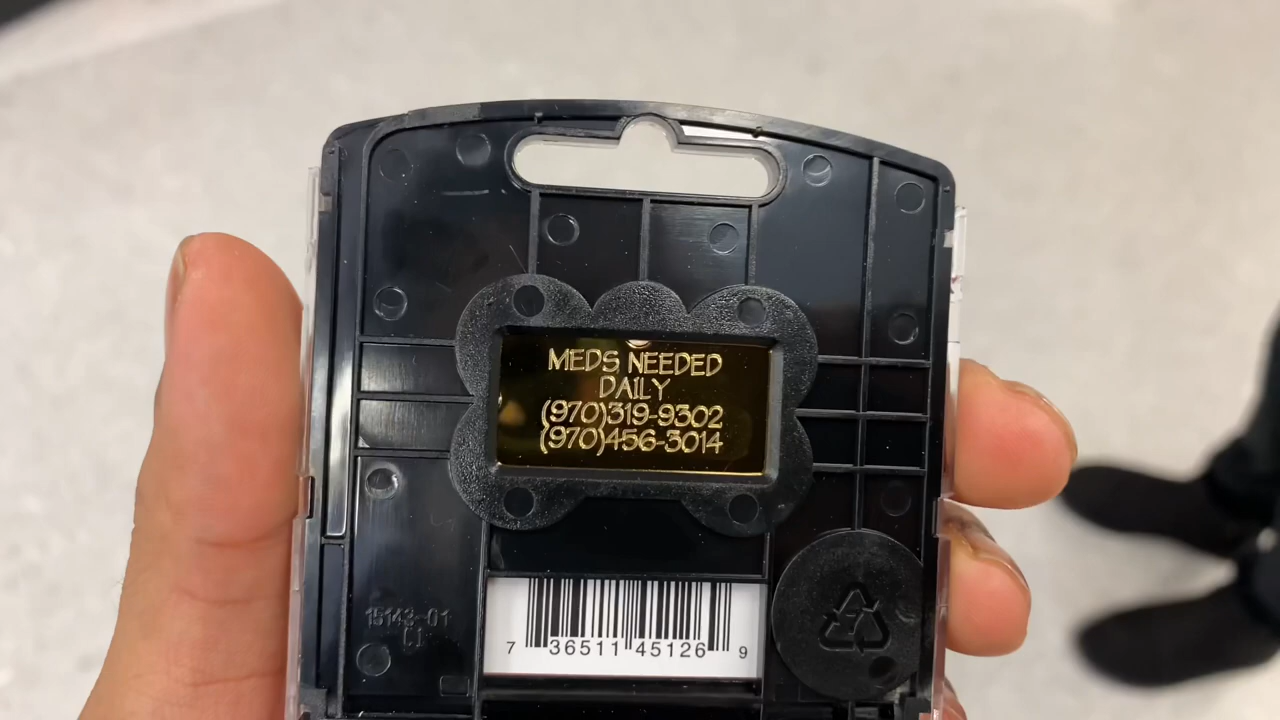 MEDS NEEDED
DAILY
(970)319-9302
(970)456-3014
15143-01
C1
7 36511 45126 9